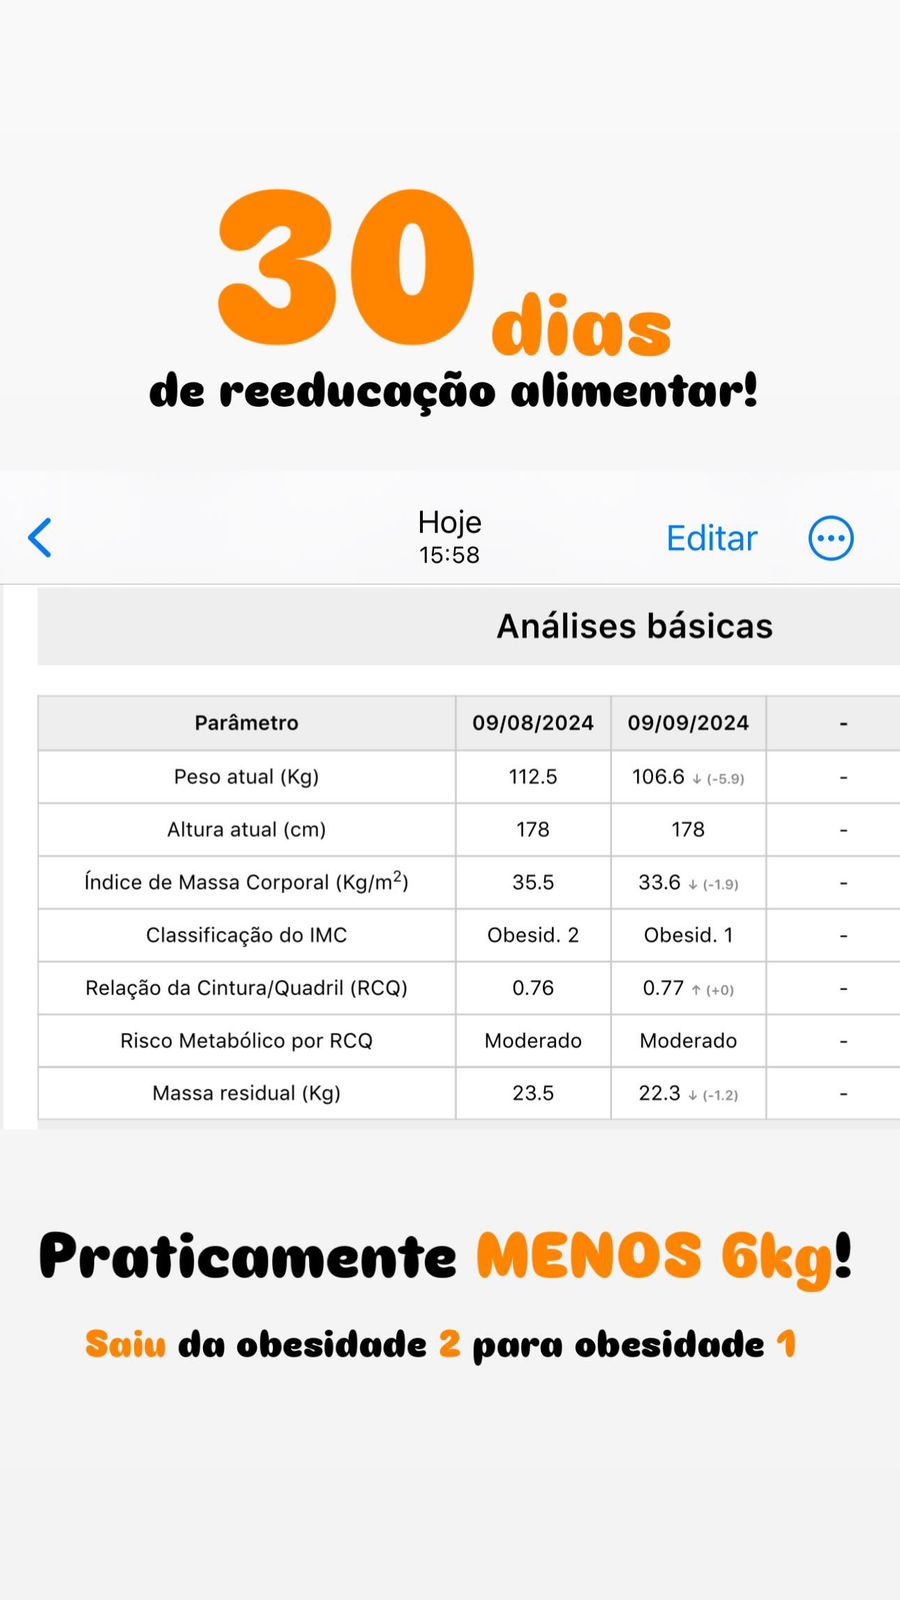 30 dias
de reeducação alimentar!
Hoje
15:58
Editar
Análises básicas
Parâmetro 09/08/2024 09/09/2024 -
Peso atual (Kg) 112.5 106.6 ↓ (-5.9) -
Altura atual (cm) 178 178 -
Índice de Massa Corporal (Kg/m²) 35.5 33.6 ↓ (-1.9) -
Classificação do IMC Obesid. 2 Obesid. 1 -
Relação da Cintura/Quadril (RCQ) 0.76 0.77 ↑ (+0) -
Risco Metabólico por RCQ Moderado Moderado -
Massa residual (Kg) 23.5 22.3 ↓ (-1.2) -
Praticamente MENOS 6kg!
Saiu da obesidade 2 para obesidade 1